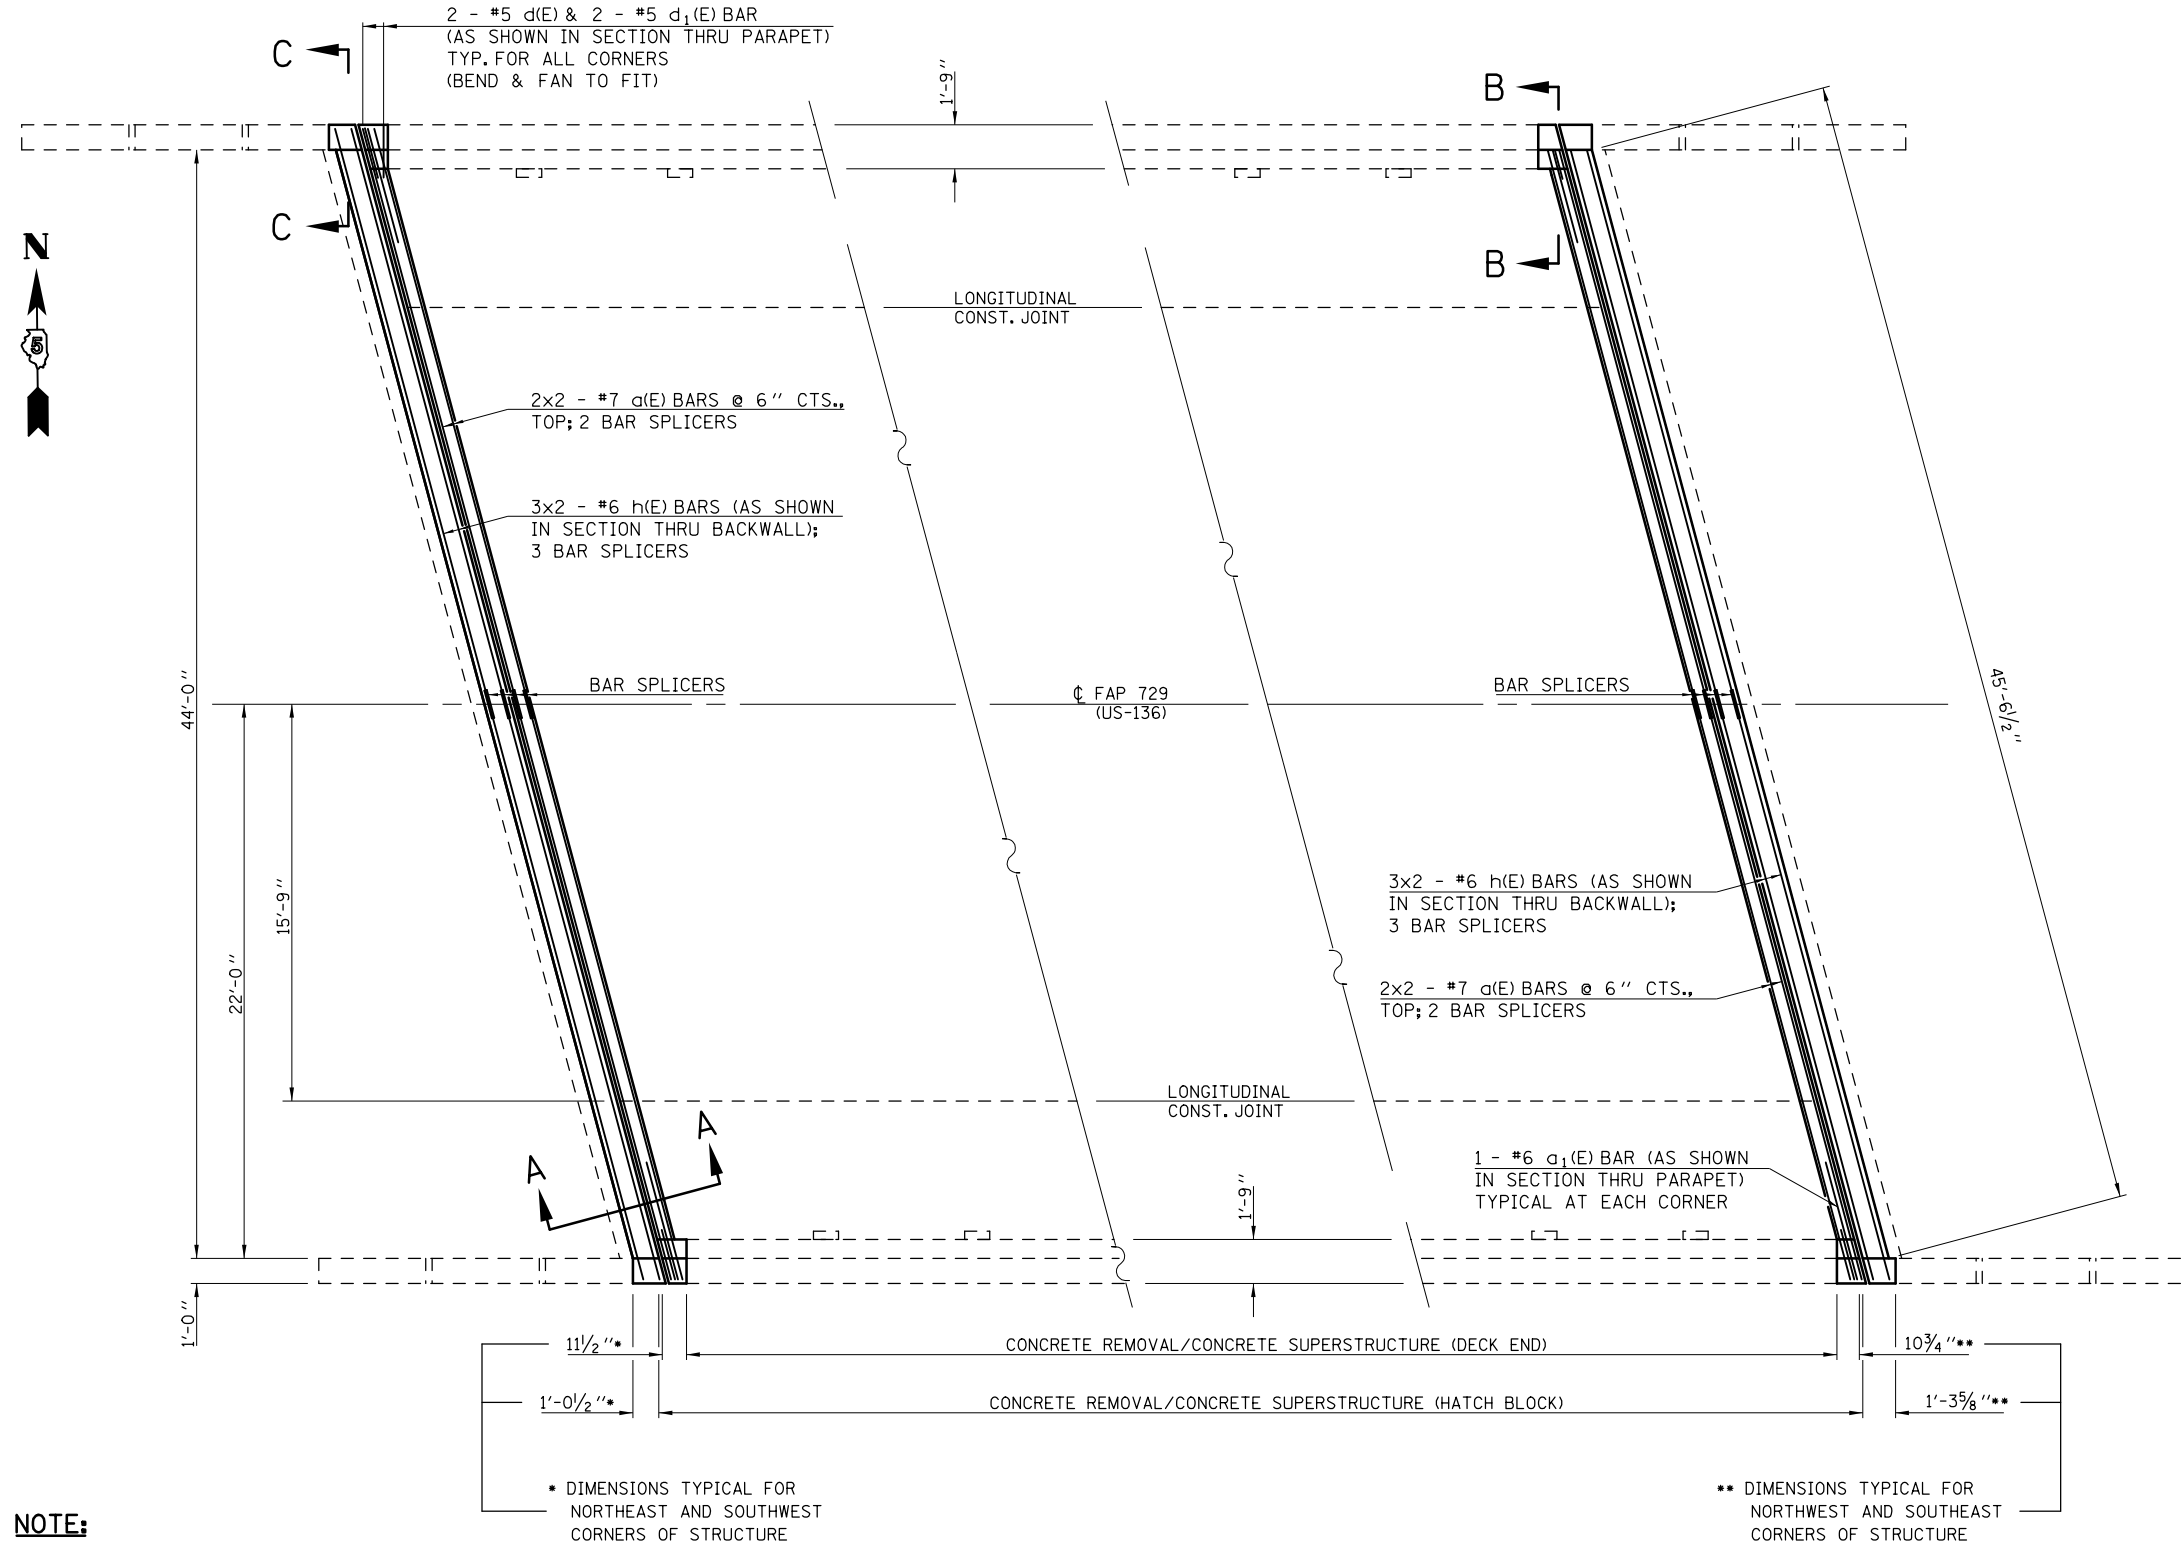 2 - #5 d(E) & 2 - #5 d₁(E) BAR
(AS SHOWN IN SECTION THRU PARAPET)
TYP. FOR ALL CORNERS
(BEND & FAN TO FIT)
C
C
1'-9"
B
B
N
5
LONGITUDINAL
CONST. JOINT
2x2 - #7 a(E) BARS @ 6" CTS.,
TOP; 2 BAR SPLICERS
3x2 - #6 h(E) BARS (AS SHOWN
IN SECTION THRU BACKWALL);
3 BAR SPLICERS
44'-0"
BAR SPLICERS
℄ FAP 729
(US-136)
BAR SPLICERS
45'-6½"
15'-9"
22'-0"
3x2 - #6 h(E) BARS (AS SHOWN
IN SECTION THRU BACKWALL);
3 BAR SPLICERS
2x2 - #7 a(E) BARS @ 6" CTS.,
TOP; 2 BAR SPLICERS
LONGITUDINAL
CONST. JOINT
A
A
1 - #6 a₁(E) BAR (AS SHOWN
IN SECTION THRU PARAPET)
TYPICAL AT EACH CORNER
1'-9"
1'-0"
11½"*
CONCRETE REMOVAL/CONCRETE SUPERSTRUCTURE (DECK END)
10¾"**
1'-0½"*
CONCRETE REMOVAL/CONCRETE SUPERSTRUCTURE (HATCH BLOCK)
1'-3⅝"**
* DIMENSIONS TYPICAL FOR
NORTHEAST AND SOUTHWEST
CORNERS OF STRUCTURE
** DIMENSIONS TYPICAL FOR
NORTHWEST AND SOUTHEAST
CORNERS OF STRUCTURE
NOTE: